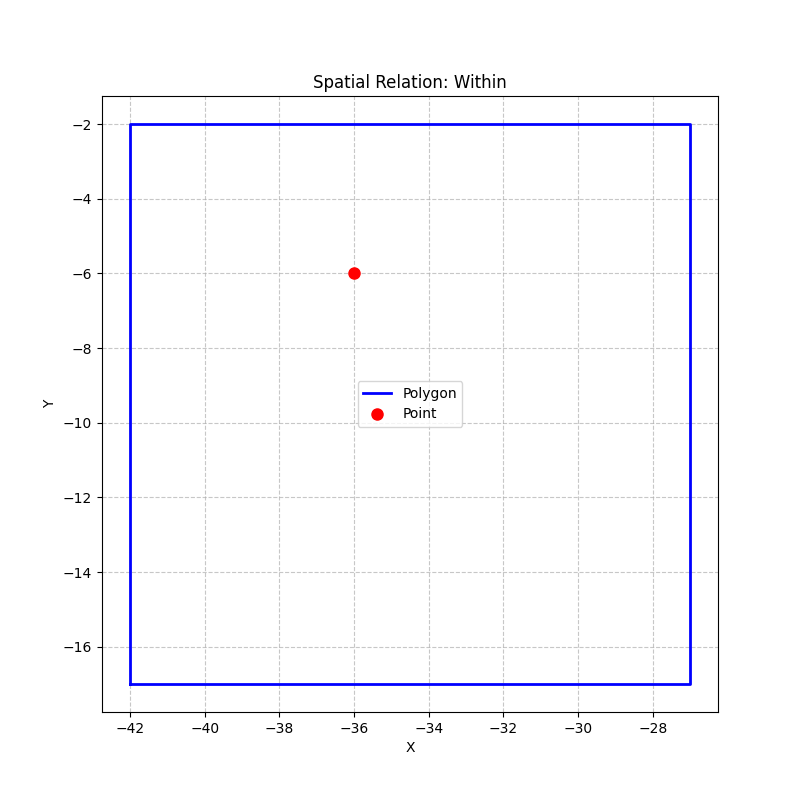 Spatial Relation: Within
−2
−4
−6
−8
−10
−12
−14
−16
Y
Polygon
Point
−42 −40 −38 −36 −34 −32 −30 −28
X